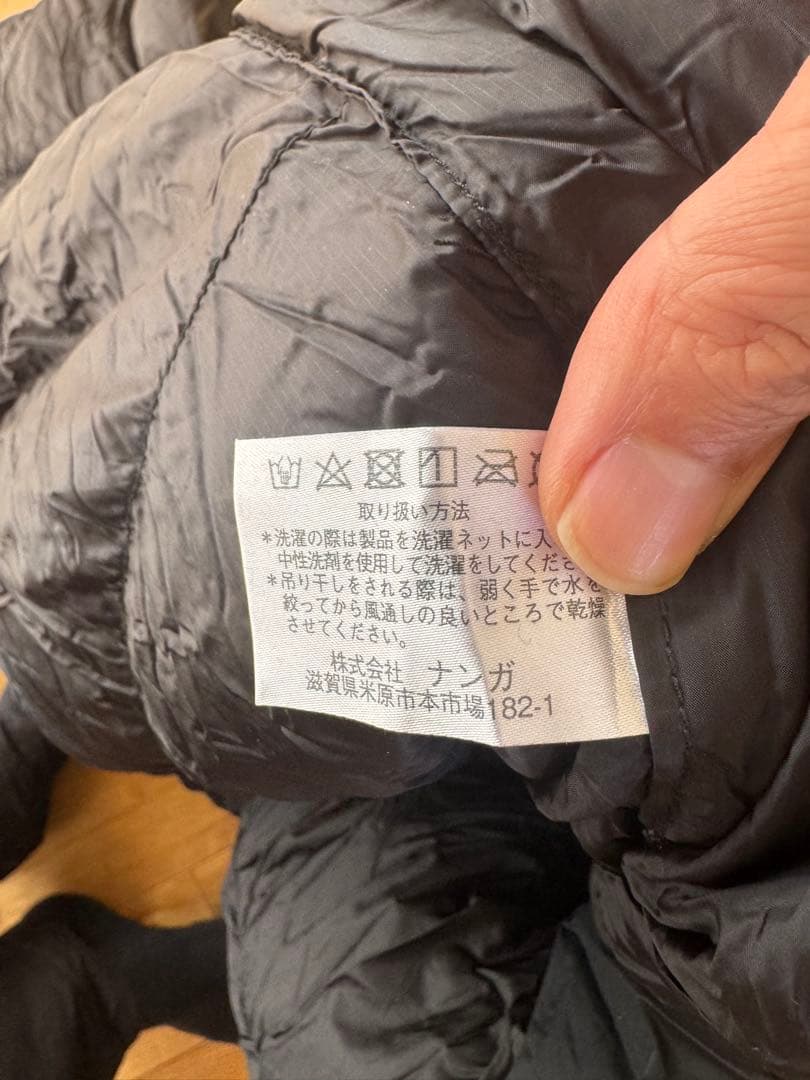 取り扱い方法
*洗濯の際は製品を洗濯ネットに入
中性洗剤を使用して洗濯をしてくださ
*吊り干しをされる際は、弱く手で水を
絞ってから風通しの良いところで乾燥
させてください。
株式会社 ナンガ
滋賀県米原市本市場182-1